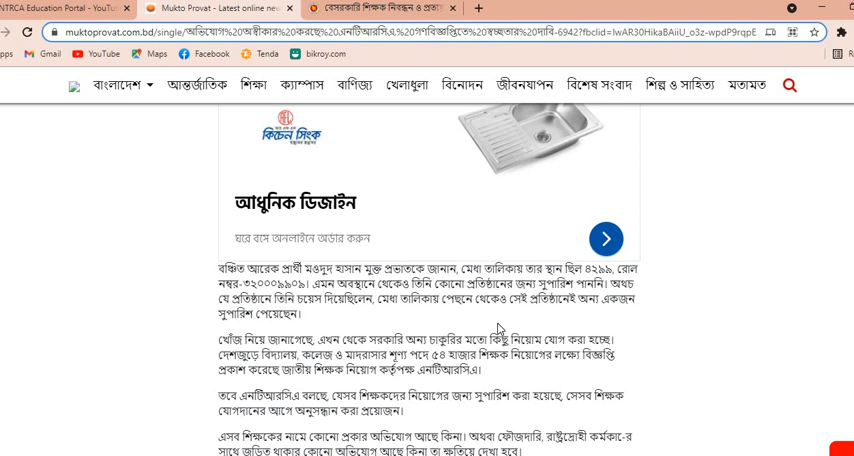 NTRCA Education Portal - YouTu
Mukto Provat - Latest online new
বেসরকারি শিক্ষক নিবন্ধন ও প্রত্য
muktoprovat.com.bd/single/অভিযোগ%20অস্বীকার%20করছে%20এনটিআরসিএ,%20গণবিজ্ঞপ্তিতে%20স্বচ্ছতার%20দাবি-6942?fbclid=IwAR30HikaBAiiU_o3z-wpdP9rqpE
pps
Gmail
YouTube
Maps
Facebook
Tenda
bikroy.com
বাংলাদেশ
আন্তর্জাতিক
শিক্ষা
ক্যাম্পাস
বাণিজ্য
খেলাধুলা
বিনোদন
জীবনযাপন
বিশেষ সংবাদ
শিল্প ও সাহিত্য
মতামত
কিচেন সিংক
আধুনিক ডিজাইন
ঘরে বসে অনলাইনে অর্ডার করুন
বঞ্চিত আরেক প্রার্থী মওদুদ হাসান মুক্ত প্রভাতকে জানান, মেধা তালিকায় তার স্থান ছিল ৪২৯৯, রোল
নম্বর-৩২০০০৯৯০৯। এমন অবস্থানে থেকেও তিনি কোনো প্রতিষ্ঠানের জন্য সুপারিশ পাননি। অথচ
যে প্রতিষ্ঠানে তিনি চয়েস দিয়েছিলেন, মেধা তালিকায় পেছনে থেকেও সেই প্রতিষ্ঠানেই অন্য একজন
সুপারিশ পেয়েছেন।
খোঁজ নিয়ে জানাগেছে, এখন থেকে সরকারি অন্য চাকুরির মতো কিছু নিয়োম যোগ করা হচ্ছে।
দেশজুড়ে বিদ্যালয়, কলেজ ও মাদরাসার শূণ্য পদে ৫৪ হাজার শিক্ষক নিয়োগের লক্ষ্যে বিজ্ঞপ্তি
প্রকাশ করেছে জাতীয় শিক্ষক নিয়োগ কর্তৃপক্ষ এনটিআরসিএ।
তবে এনটিআরসিএ বলছে, যেসব শিক্ষকদের নিয়োগের জন্য সুপারিশ করা হয়েছে, সেসব শিক্ষক
যোগদানের আগে অনুসন্ধান করা প্রয়োজন।
এসব শিক্ষকের নামে কোনো প্রকার অভিযোগ আছে কিনা। অথবা ফৌজদারি, রাষ্ট্রদ্রোহী কর্মকা-র
সাথে জড়িত থাকার কোনো অভিযোগ আছে কিনা তা ক্ষতিয়ে দেখা হবে।